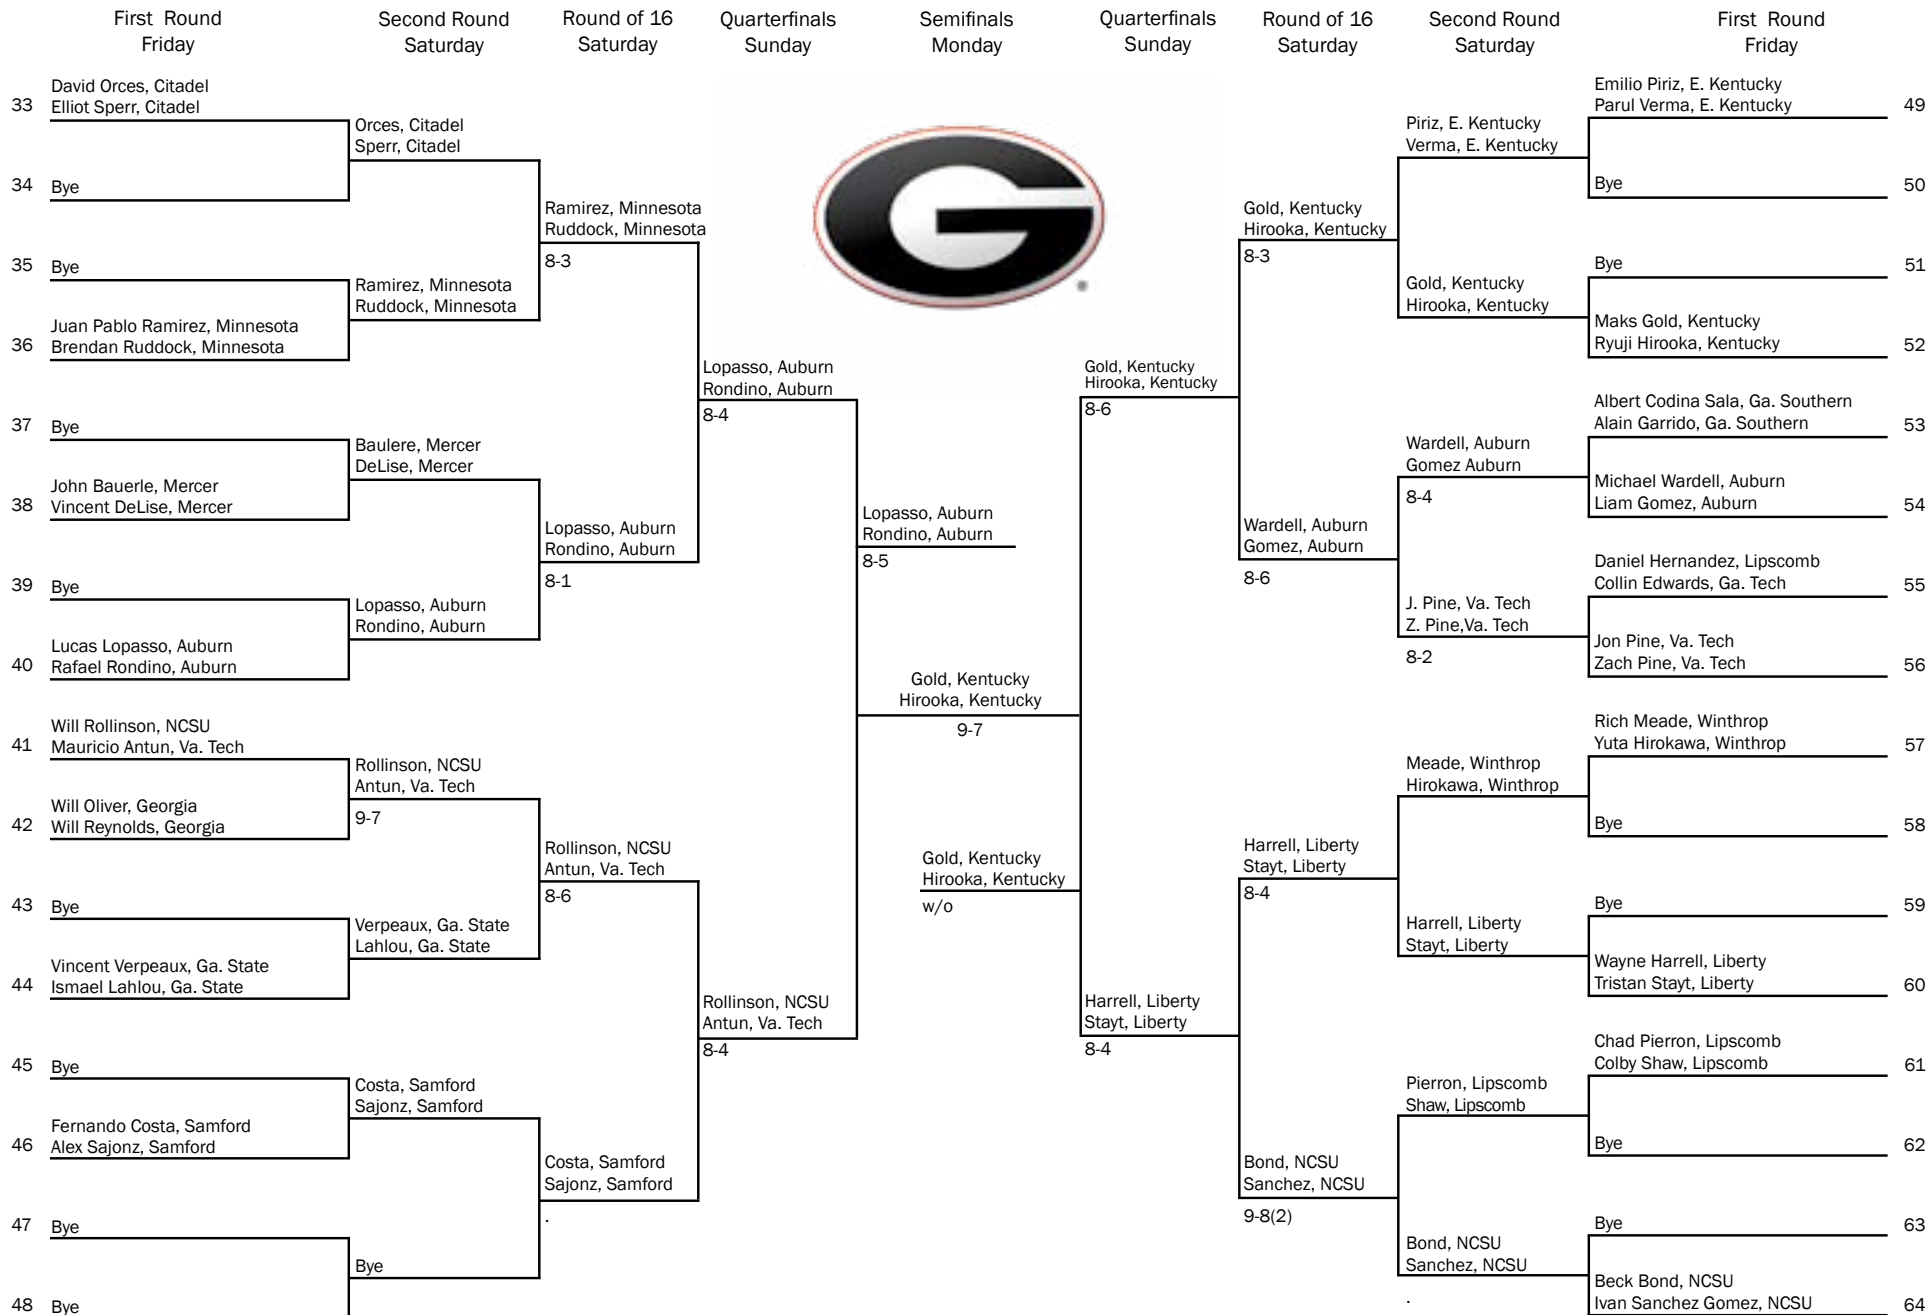 First Round
Friday
Second Round
Saturday
Round of 16
Saturday
Quarterfinals
Sunday
Semifinals
Monday
Quarterfinals
Sunday
Round of 16
Saturday
Second Round
Saturday
First Round
Friday
David Orces, Citadel
33 Elliot Sperr, Citadel
34 Bye
35 Bye
Juan Pablo Ramirez, Minnesota
36 Brendan Ruddock, Minnesota
37 Bye
John Bauerle, Mercer
38 Vincent DeLise, Mercer
39 Bye
Lucas Lopasso, Auburn
40 Rafael Rondino, Auburn
Will Rollinson, NCSU
41 Mauricio Antun, Va. Tech
Will Oliver, Georgia
42 Will Reynolds, Georgia
43 Bye
Vincent Verpeaux, Ga. State
44 Ismael Lahlou, Ga. State
45 Bye
Fernando Costa, Samford
46 Alex Sajonz, Samford
47 Bye
48 Bye
Orces, Citadel
Sperr, Citadel
Ramirez, Minnesota
Ruddock, Minnesota
Baulere, Mercer
DeLise, Mercer
Lopasso, Auburn
Rondino, Auburn
Rollinson, NCSU
Antun, Va. Tech
9-7
Verpeaux, Ga. State
Lahlou, Ga. State
Costa, Samford
Sajonz, Samford
Bye
Ramirez, Minnesota
Ruddock, Minnesota
8-3
Lopasso, Auburn
Rondino, Auburn
8-1
Rollinson, NCSU
Antun, Va. Tech
8-6
Costa, Samford
Sajonz, Samford
.
Lopasso, Auburn
Rondino, Auburn
8-4
Rollinson, NCSU
Antun, Va. Tech
8-4
G
Lopasso, Auburn
Rondino, Auburn
8-5
Gold, Kentucky
Hirooka, Kentucky
9-7
Gold, Kentucky
Hirooka, Kentucky
w/o
Gold, Kentucky
Hirooka, Kentucky
8-6
Harrell, Liberty
Stayt, Liberty
8-4
Gold, Kentucky
Hirooka, Kentucky
8-3
Wardell, Auburn
Gomez, Auburn
8-6
Harrell, Liberty
Stayt, Liberty
8-4
Bond, NCSU
Sanchez, NCSU
9-8(2)
Piriz, E. Kentucky
Verma, E. Kentucky
Gold, Kentucky
Hirooka, Kentucky
Wardell, Auburn
Gomez Auburn
8-4
J. Pine, Va. Tech
Z. Pine,Va. Tech
8-2
Meade, Winthrop
Hirokawa, Winthrop
Harrell, Liberty
Stayt, Liberty
Pierron, Lipscomb
Shaw, Lipscomb
Bond, NCSU
Sanchez, NCSU
.
Emilio Piriz, E. Kentucky
Parul Verma, E. Kentucky 49
Bye 50
Bye 51
Maks Gold, Kentucky
Ryuji Hirooka, Kentucky 52
Albert Codina Sala, Ga. Southern
Alain Garrido, Ga. Southern 53
Michael Wardell, Auburn
Liam Gomez, Auburn 54
Daniel Hernandez, Lipscomb
Collin Edwards, Ga. Tech 55
Jon Pine, Va. Tech
Zach Pine, Va. Tech 56
Rich Meade, Winthrop
Yuta Hirokawa, Winthrop 57
Bye 58
Bye 59
Wayne Harrell, Liberty
Tristan Stayt, Liberty 60
Chad Pierron, Lipscomb
Colby Shaw, Lipscomb 61
Bye 62
Bye 63
Beck Bond, NCSU
Ivan Sanchez Gomez, NCSU 64